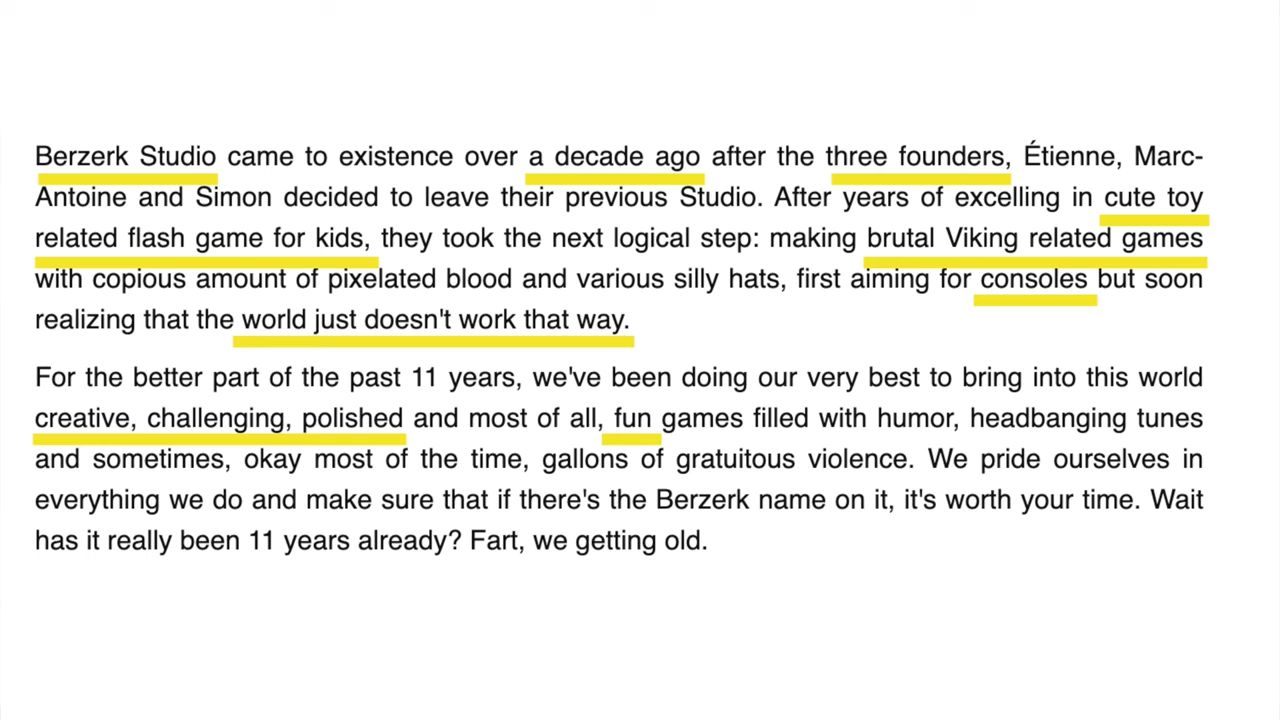 Berzerk Studio came to existence over a decade ago after the three founders, Étienne, Marc-
Antoine and Simon decided to leave their previous Studio. After years of excelling in cute toy
related flash game for kids, they took the next logical step: making brutal Viking related games
with copious amount of pixelated blood and various silly hats, first aiming for consoles but soon
realizing that the world just doesn't work that way.
For the better part of the past 11 years, we've been doing our very best to bring into this world
creative, challenging, polished and most of all, fun games filled with humor, headbanging tunes
and sometimes, okay most of the time, gallons of gratuitous violence. We pride ourselves in
everything we do and make sure that if there's the Berzerk name on it, it's worth your time. Wait
has it really been 11 years already? Fart, we getting old.